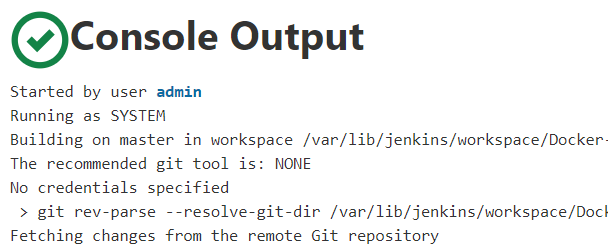 Console Output
Started by user admin
Running as SYSTEM
Building on master in workspace /var/lib/jenkins/workspace/Docker-
The recommended git tool is: NONE
No credentials specified
> git rev-parse --resolve-git-dir /var/lib/jenkins/workspace/Dock
Fetching changes from the remote Git repository